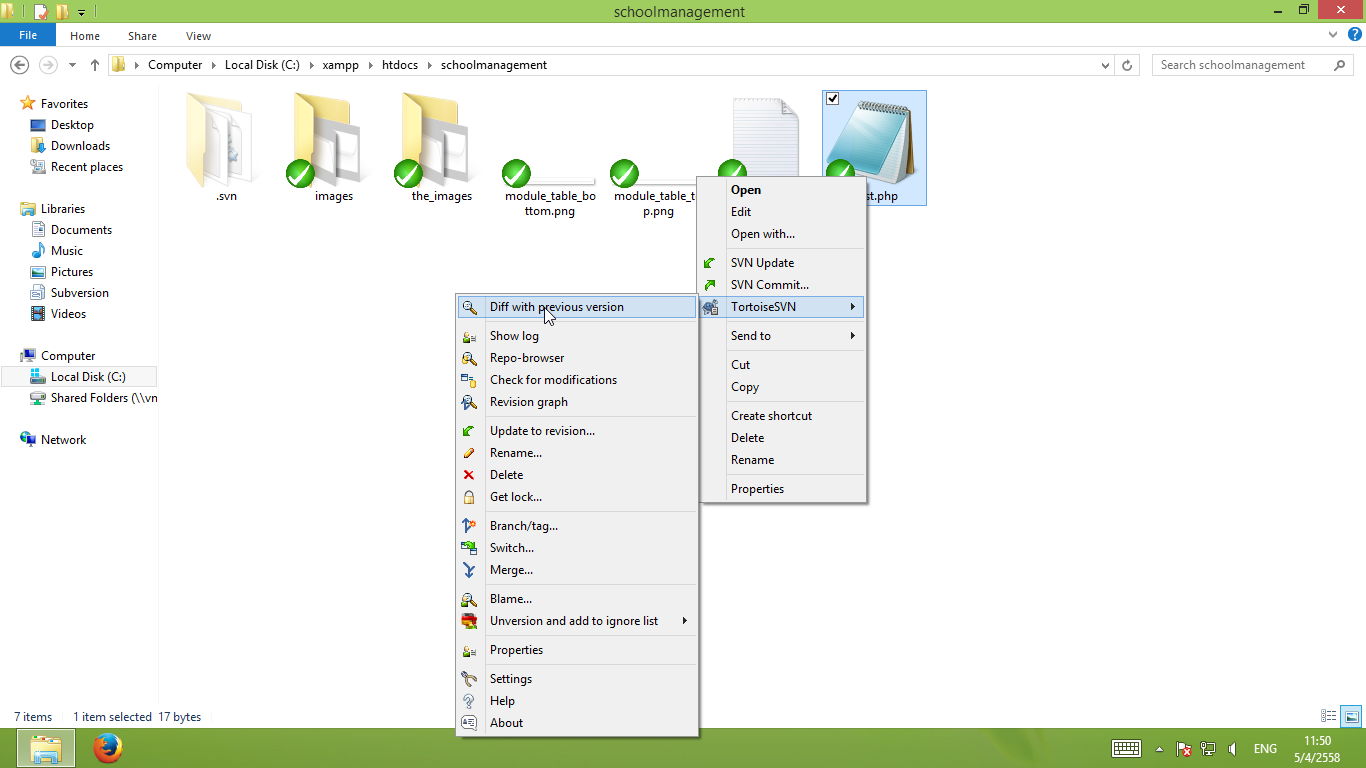 schoolmanagement
File Home Share View
Computer Local Disk (C:) xampp htdocs schoolmanagement
Search schoolmanagement
Favorites
Desktop
Downloads
Recent places
Libraries
Documents
Music
Pictures
Subversion
Videos
Computer
Local Disk (C:)
Shared Folders (\\vn
Network
.svn
images
the_images
module_table_bo
ttom.png
module_table_t
p.png
st.php
Open
Edit
Open with...
SVN Update
SVN Commit...
TortoiseSVN
Send to
Cut
Copy
Create shortcut
Delete
Rename
Properties
Diff with previous version
Show log
Repo-browser
Check for modifications
Revision graph
Update to revision...
Rename...
Delete
Get lock...
Branch/tag...
Switch...
Merge...
Blame...
Unversion and add to ignore list
Properties
Settings
Help
About
7 items 1 item selected 17 bytes
ENG
11:50
5/4/2558